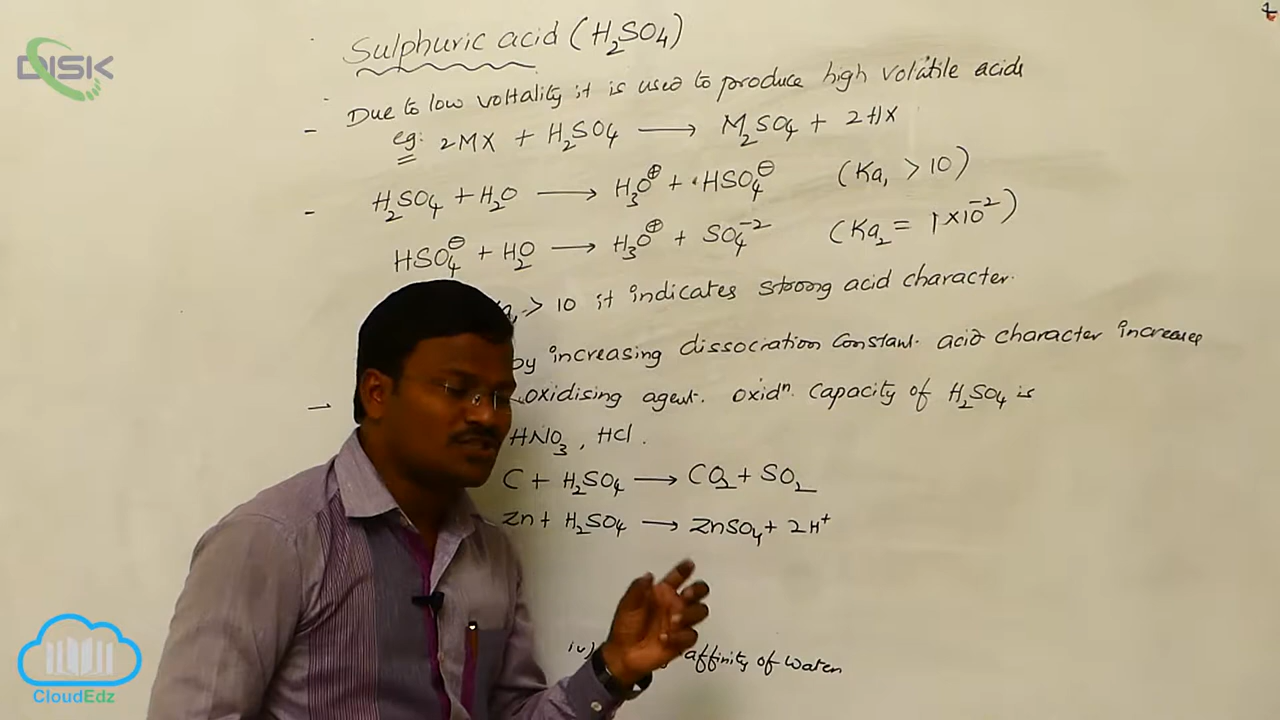 DISK
Sulphuric acid (H₂SO₄)
- Due to low voltality it is used to produce high volatile acids
eg: 2MX + H₂SO₄ → M₂SO₄ + 2HX
- H₂SO₄ + H₂O → H₃O⊕ + HSO₄⊖ (Ka₁ > 10)
HSO₄⊖ + H₂O → H₃O⊕ + SO₄⁻² (Ka₂ = 1×10⁻²)
> 10 it indicates strong acid character.
by increasing dissociation constant. acid character increases
- oxidising agent. oxidⁿ. capacity of H₂SO₄ is
HNO₃, HCl.
C + H₂SO₄ → CO₂ + SO₂
Zn + H₂SO₄ → ZnSO₄ + 2H⁺
iv) affinity of water
CloudEdz